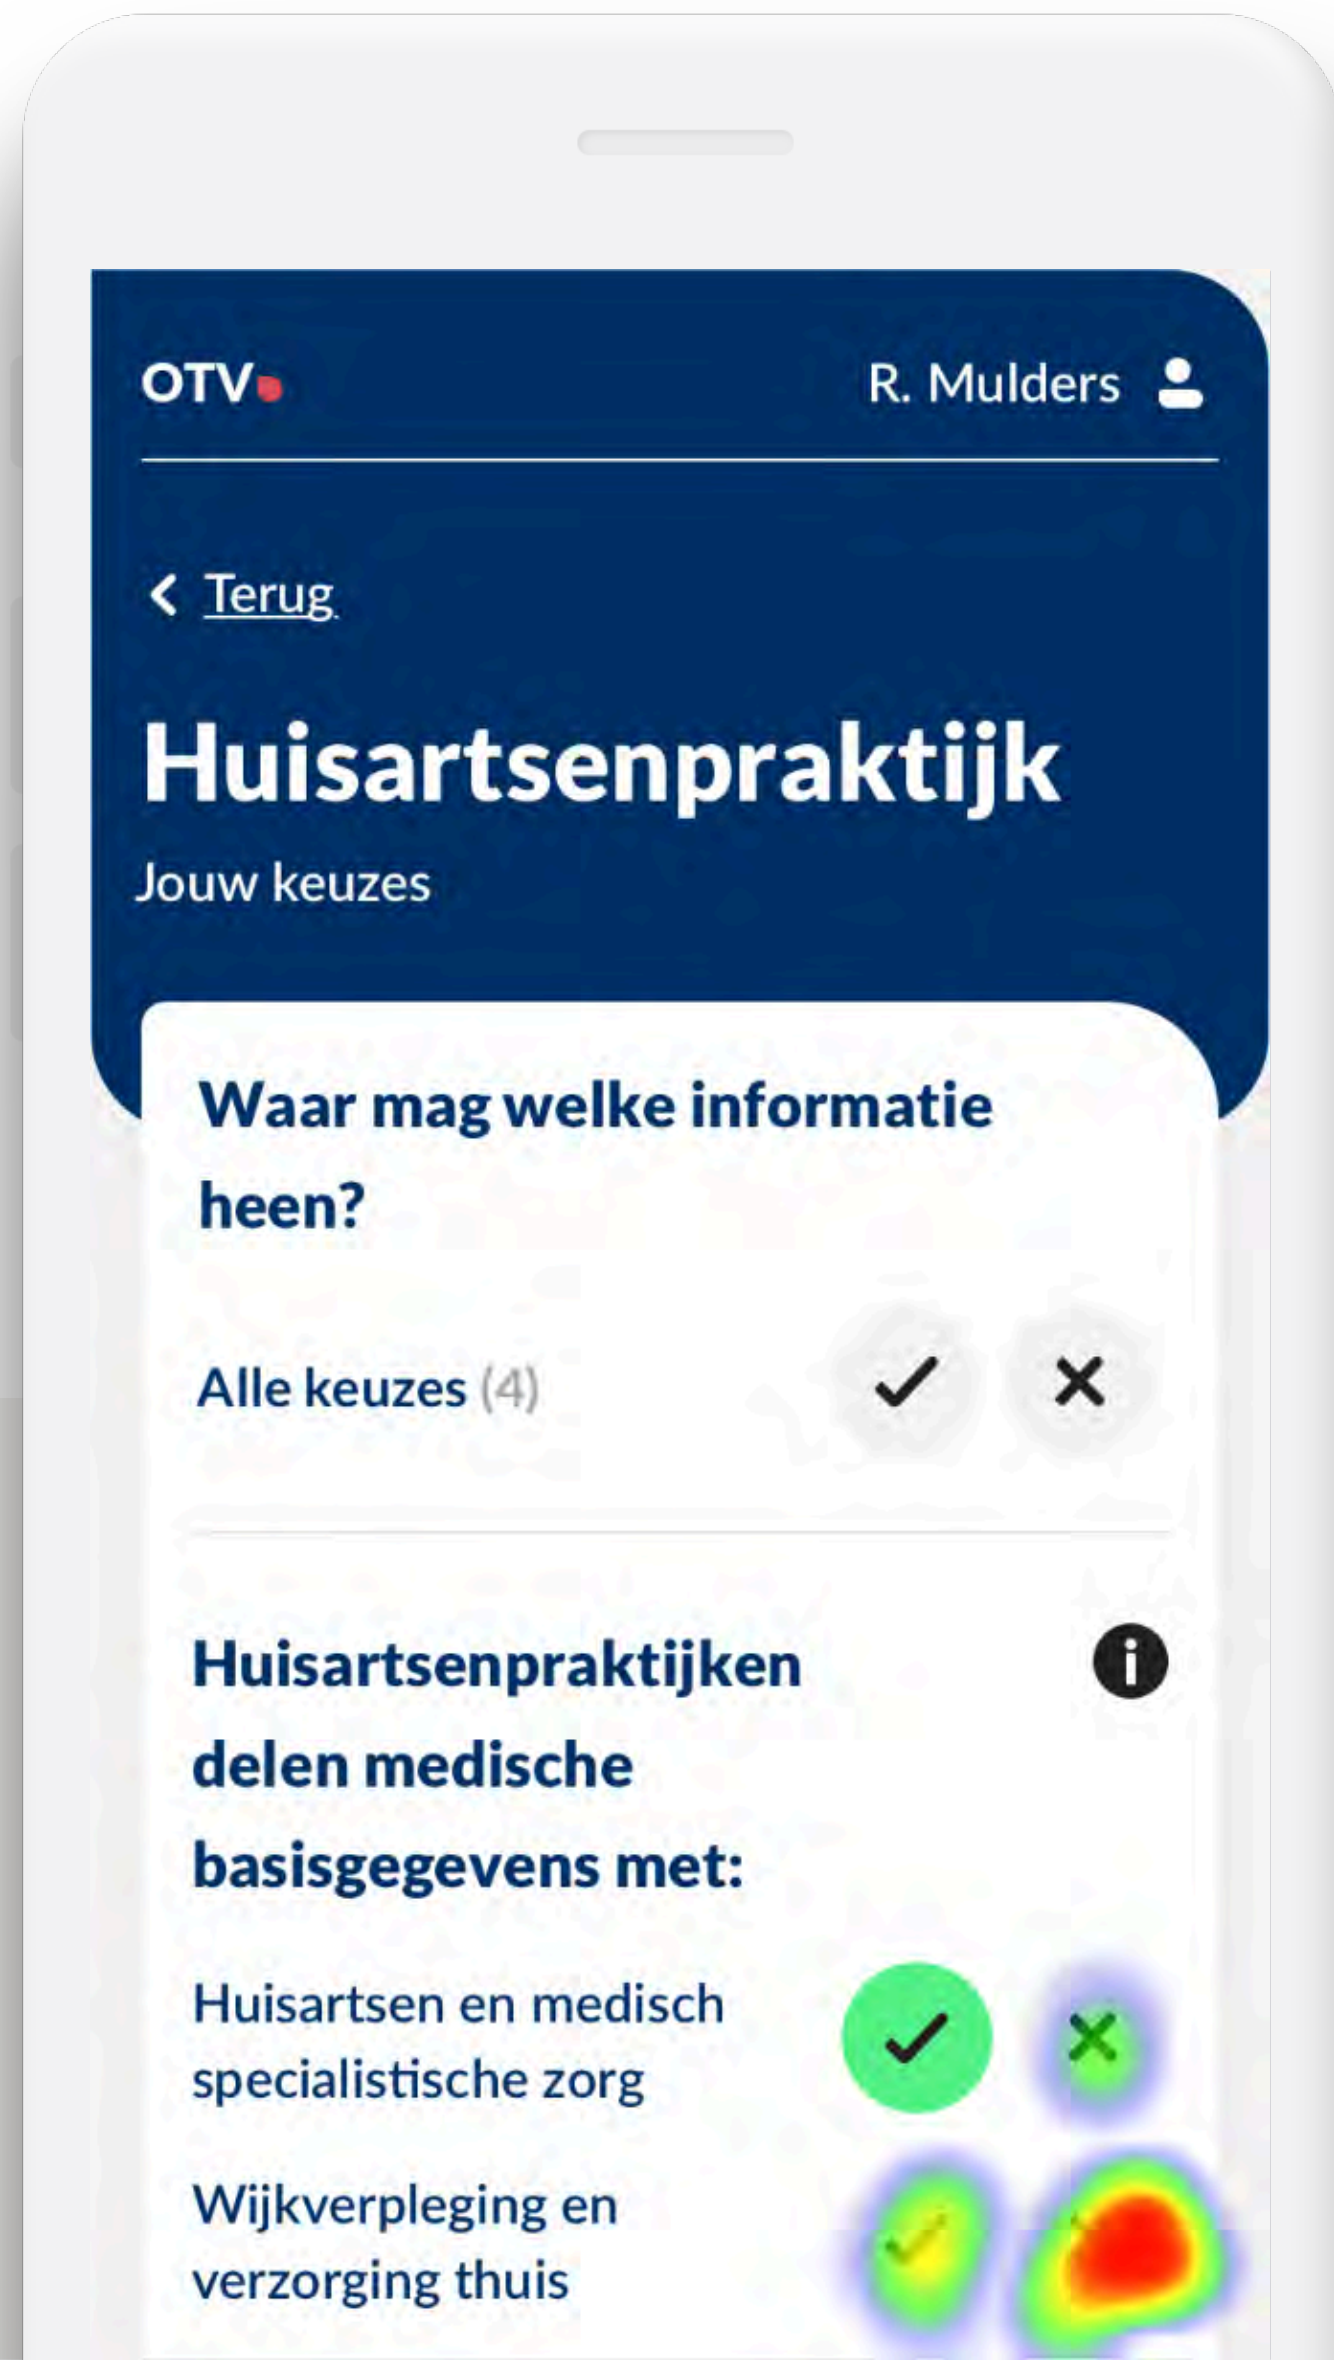 OTV
R. Mulders
Terug
Huisartsenpraktijk
Jouw keuzes
Waar mag welke informatie
heen?
Alle keuzes (4)
Huisartsenpraktijken
delen medische
basisgegevens met:
Huisartsen en medisch
specialistische zorg
Wijkverpleging en
verzorging thuis